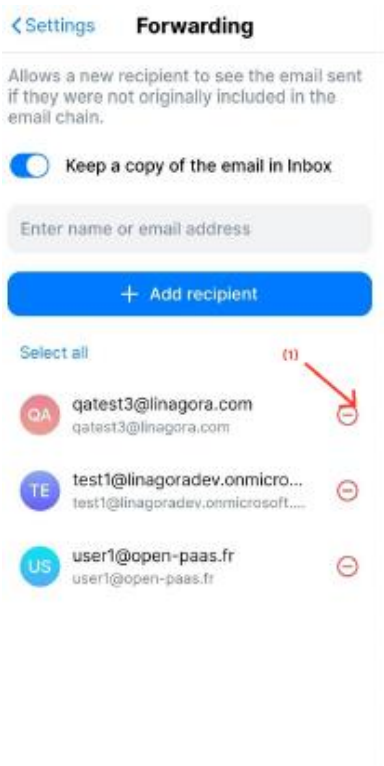 Settings Forwarding
Allows a new recipient to see the email sent
if they were not originally included in the
email chain.
Keep a copy of the email in Inbox
Enter name or email address
+ Add recipient
Select all
(1)
QA qatest3@linagora.com
qatest3@linagora.com
TE test1@linagoradev.onmicro...
test1@linagoradev.onmicrosoft....
US user1@open-paas.fr
user1@open-paas.fr